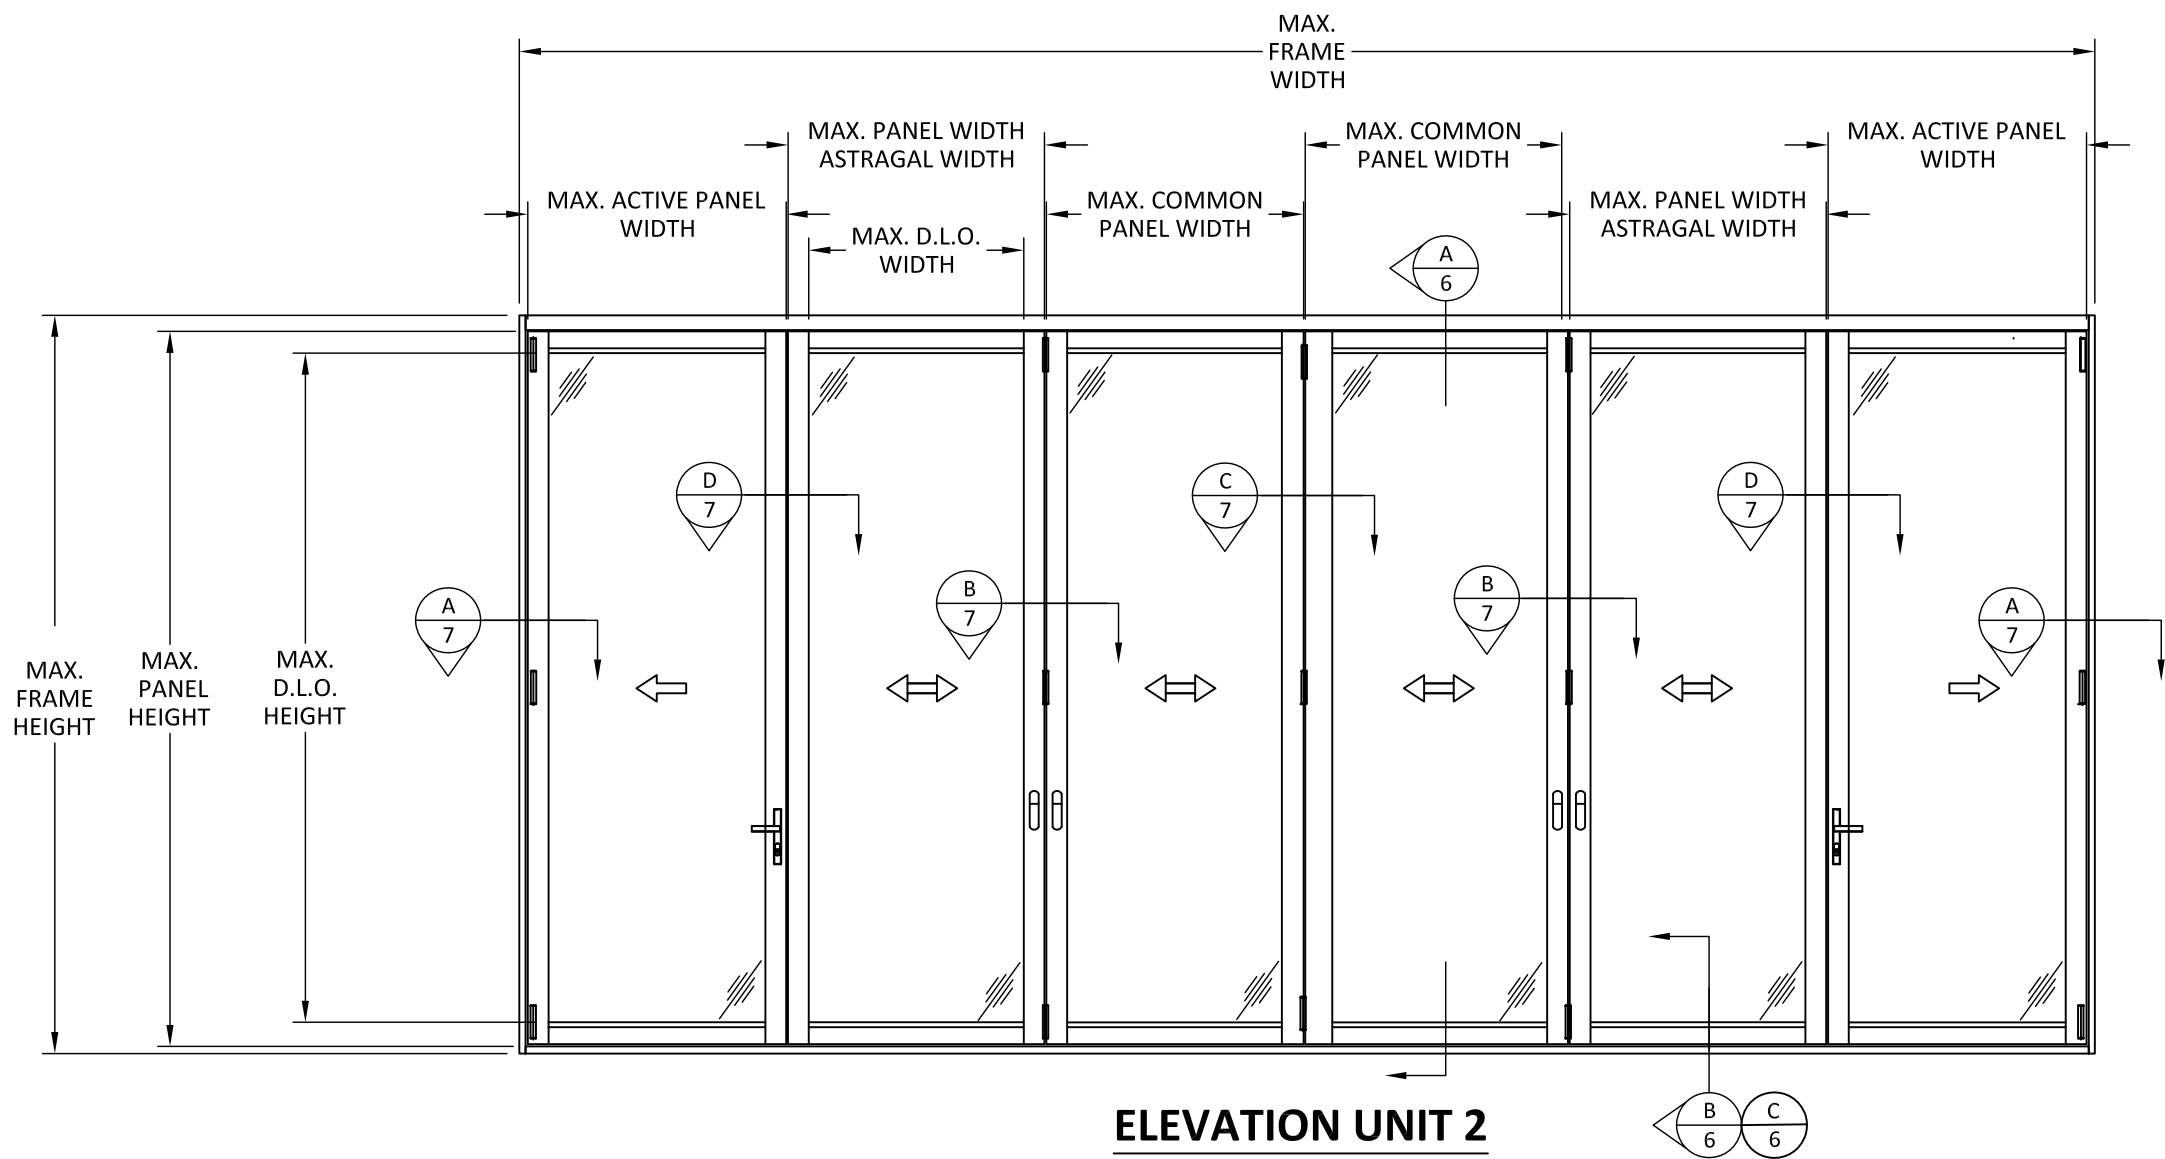 MAX.
FRAME
WIDTH
MAX. PANEL WIDTH
ASTRAGAL WIDTH
MAX. COMMON
PANEL WIDTH
MAX. ACTIVE PANEL
WIDTH
MAX. ACTIVE PANEL
WIDTH
MAX. COMMON
PANEL WIDTH
MAX. PANEL WIDTH
ASTRAGAL WIDTH
MAX. D.L.O.
WIDTH
A
6
D
7
C
7
D
7
B
7
B
7
A
7
A
7
MAX.
FRAME
HEIGHT
MAX.
PANEL
HEIGHT
MAX.
D.L.O.
HEIGHT
ELEVATION UNIT 2
B
6
C
6